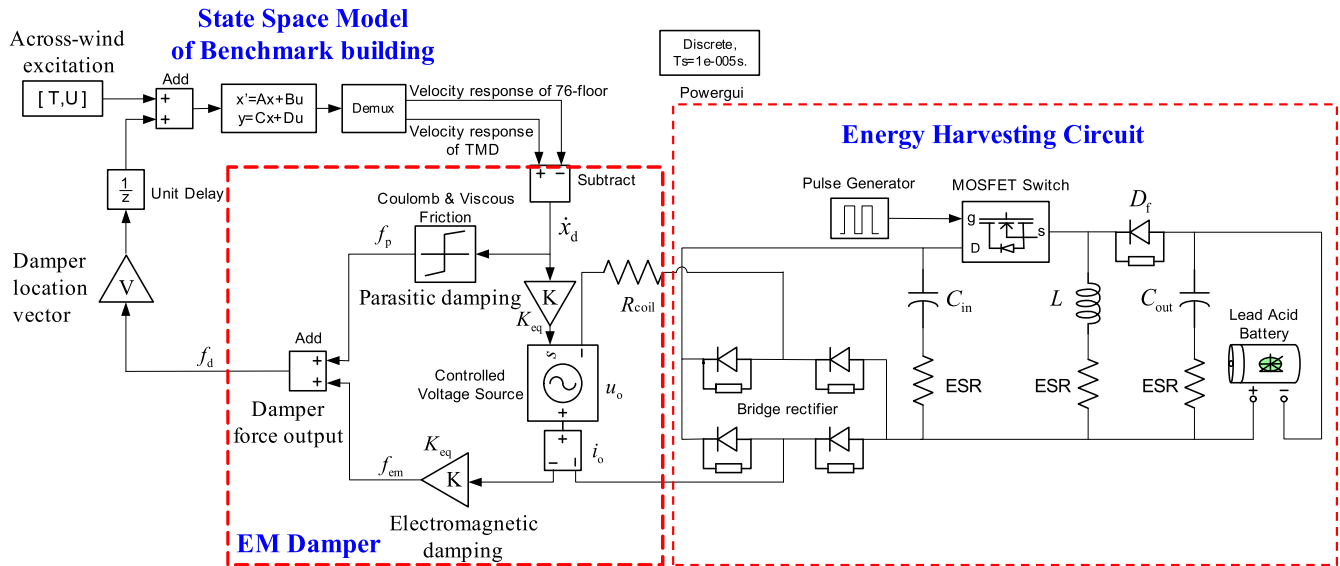 State Space Model
of Benchmark building
Across-wind
excitation
[ T,U ]
Add
+
+
x'=Ax+Bu
y=Cx+Du
Demux
Velocity response of 76-floor
Velocity response
of TMD
Discrete,
Ts=1e-005s.
Powergui
1
z
Unit Delay
Damper
location
vector
V
f_d
+ −
Subtract
Coulomb & Viscous
Friction
f_p
ẋ_d
Parasitic damping
K
K_eq
R_coil
Add
+
+
Damper
force output
s −
Controlled
Voltage Source
u_o
+
+
− =
i_o
K_eq
K
f_em
Electromagnetic
damping
EM Damper
Energy Harvesting Circuit
Pulse Generator
MOSFET Switch
g
s
D
D_f
C_in
L
C_out
Lead Acid
Battery
ESR
ESR
ESR
+ −
Bridge rectifier